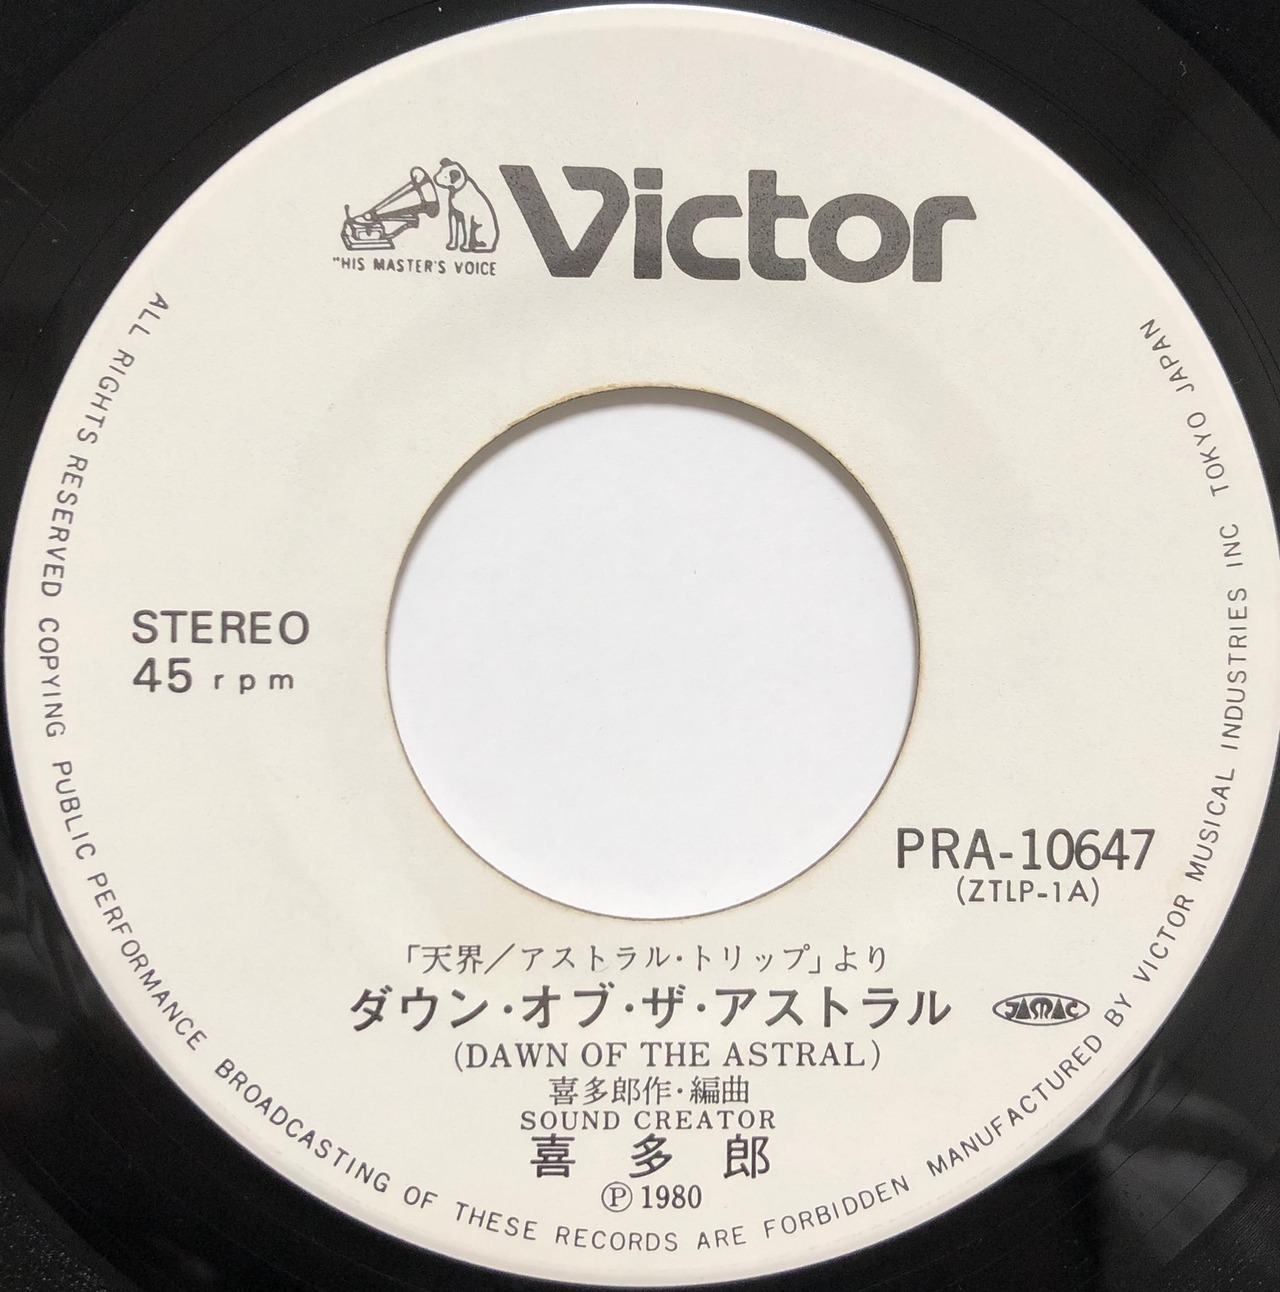 Victor
"HIS MASTER'S VOICE
STEREO
45 rpm
PRA-10647
(ZTLP-1A)
「天界／アストラル・トリップ」より
ダウン・オブ・ザ・アストラル
JASRAC
(DAWN OF THE ASTRAL)
喜多郎作・編曲
SOUND CREATOR
喜多郎
Ⓟ 1980
ALL RIGHTS RESERVED COPYING PUBLIC PERFORMANCE BROADCASTING OF THESE RECORDS ARE FORBIDDEN MANUFACTURED BY VICTOR MUSICAL INDUSTRIES INC TOKYO JAPAN